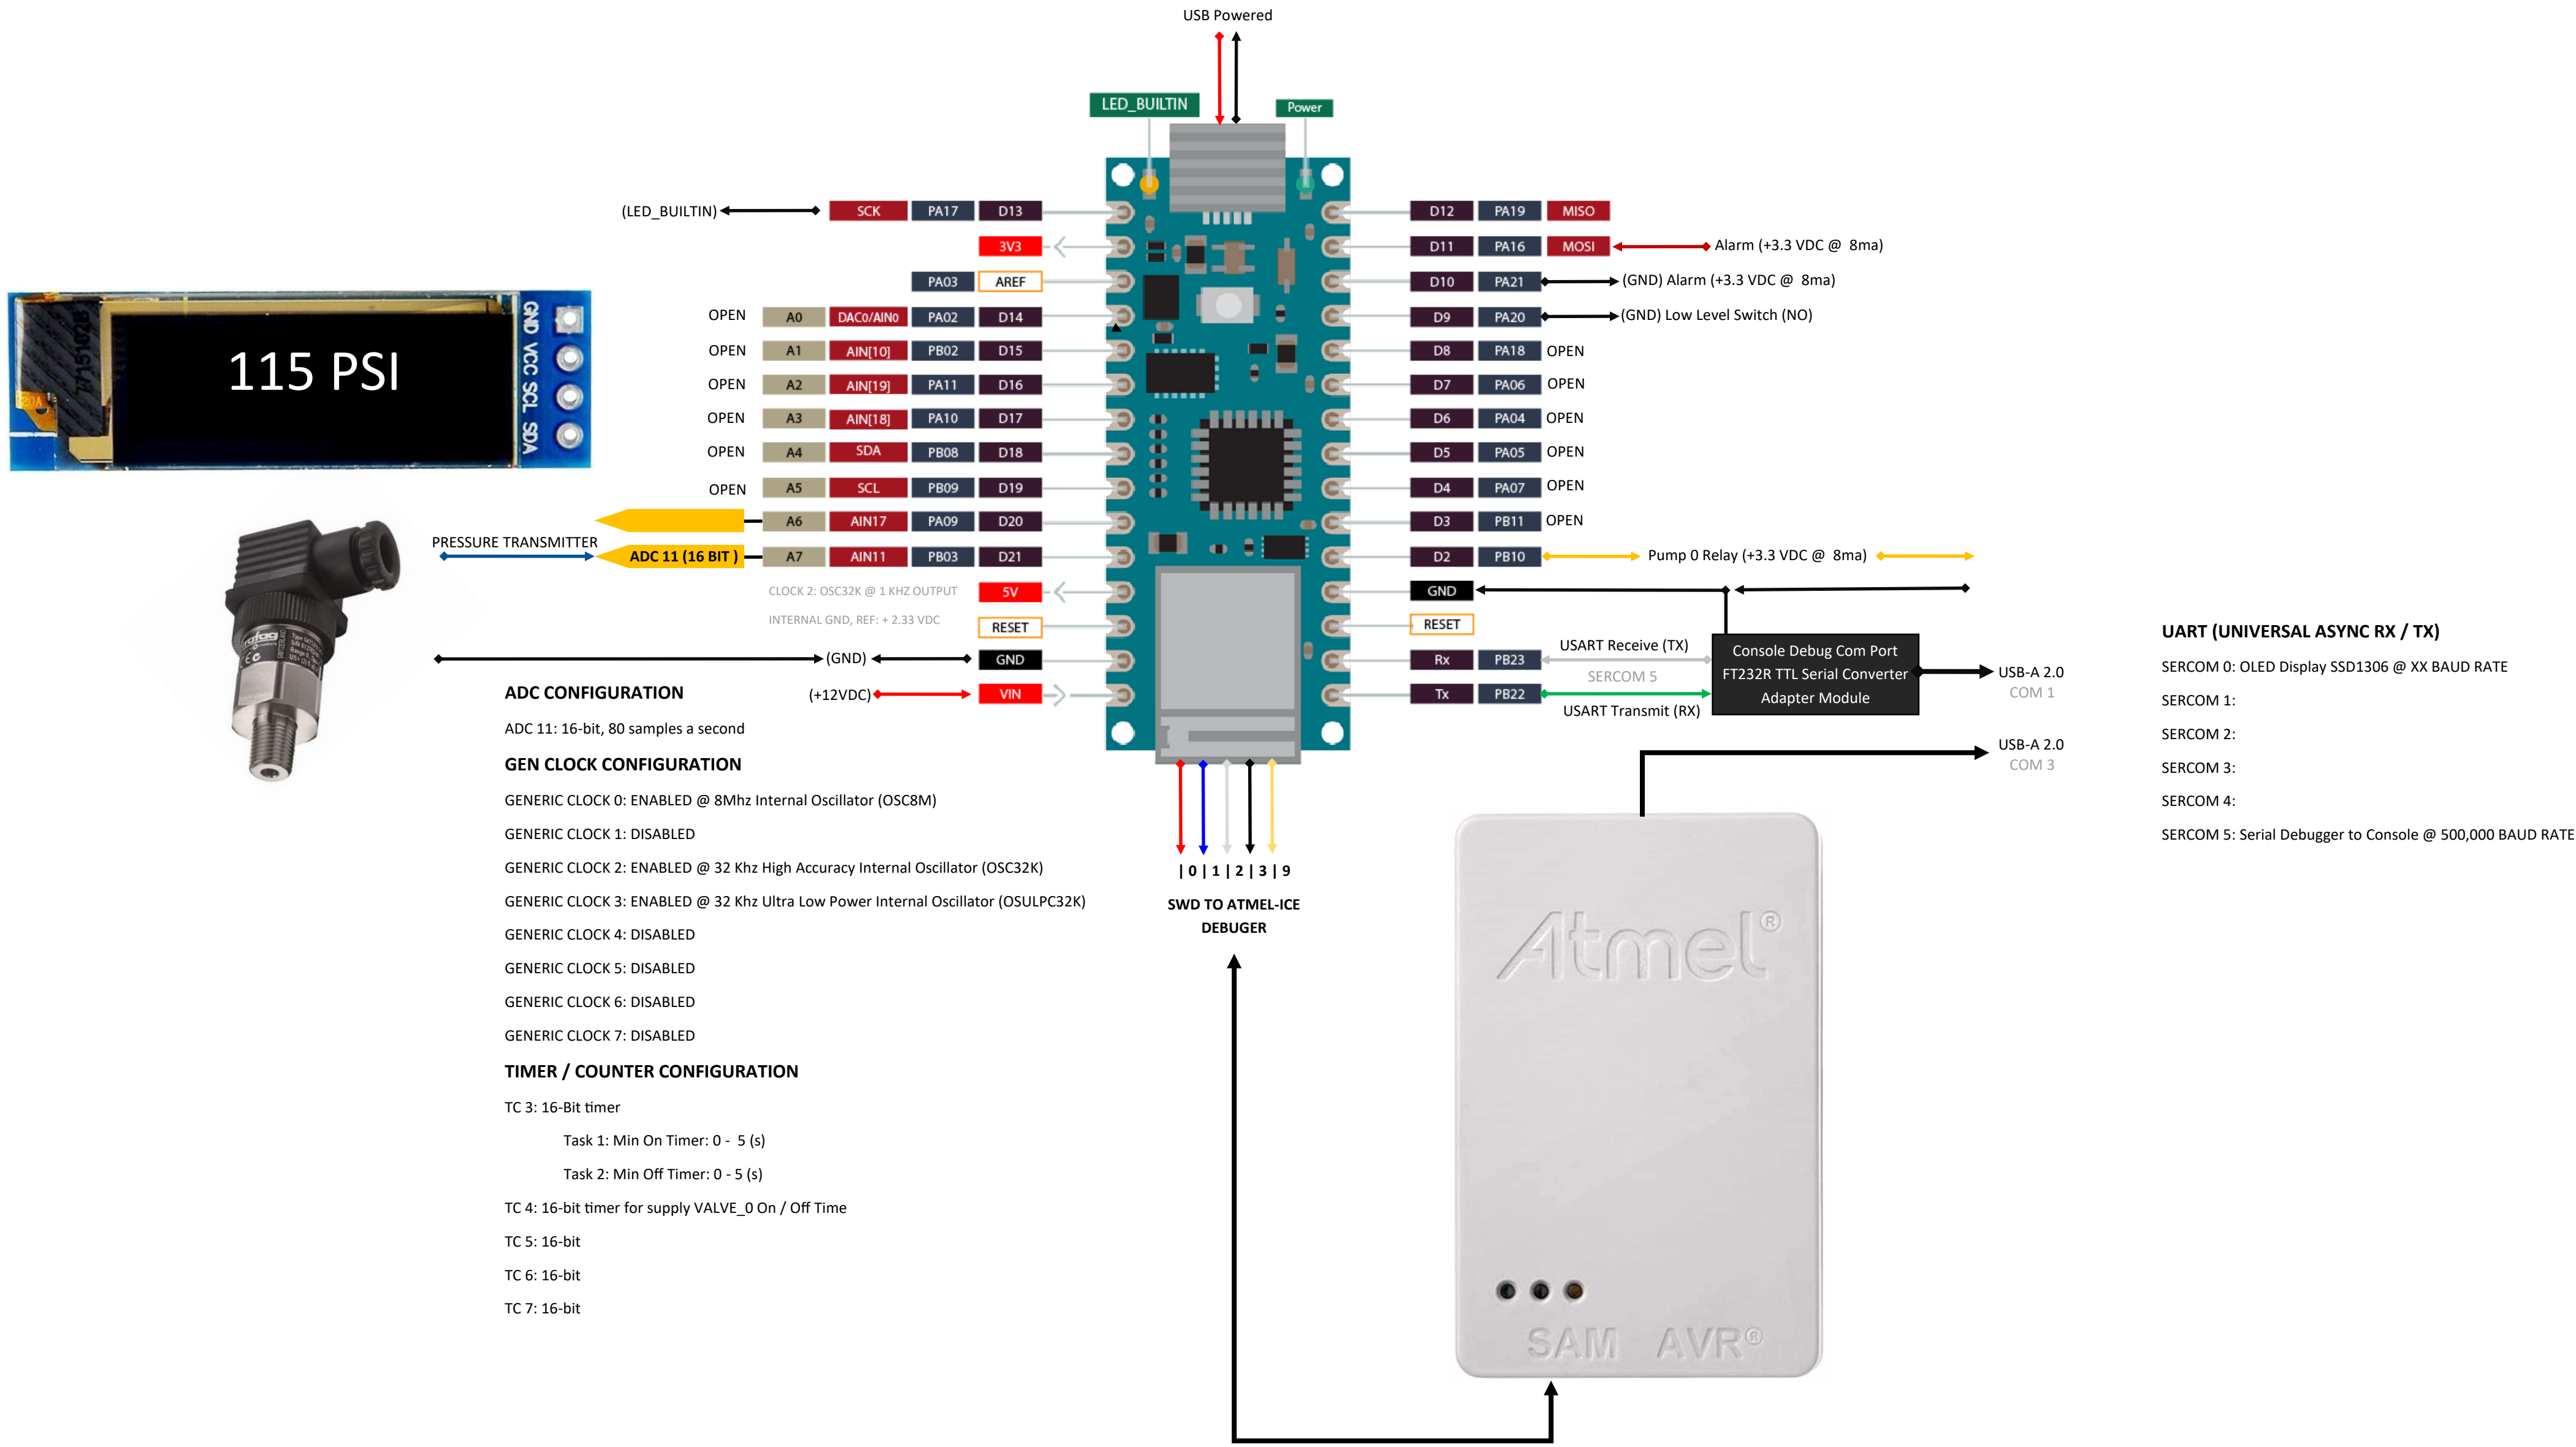 USB Powered
LED_BUILTIN
Power
(LED_BUILTIN) SCK PA17 D13
3V3
PA03 AREF
OPEN A0 DAC0/AIN0 PA02 D14
OPEN A1 AIN[10] PB02 D15
OPEN A2 AIN[19] PA11 D16
OPEN A3 AIN[18] PA10 D17
OPEN A4 SDA PB08 D18
OPEN A5 SCL PB09 D19
A6 AIN17 PA09 D20
PRESSURE TRANSMITTER ADC 11 (16 BIT ) A7 AIN11 PB03 D21
CLOCK 2: OSC32K @ 1 KHZ OUTPUT 5V
INTERNAL GND, REF: + 2.33 VDC RESET
(GND) GND
(+12VDC) VIN
D12 PA19 MISO
D11 PA16 MOSI Alarm (+3.3 VDC @ 8ma)
D10 PA21 (GND) Alarm (+3.3 VDC @ 8ma)
D9 PA20 (GND) Low Level Switch (NO)
D8 PA18 OPEN
D7 PA06 OPEN
D6 PA04 OPEN
D5 PA05 OPEN
D4 PA07 OPEN
D3 PB11 OPEN
D2 PB10 Pump 0 Relay (+3.3 VDC @ 8ma)
GND
RESET
Rx PB23 USART Receive (TX)
SERCOM 5
Tx PB22 USART Transmit (RX)
Console Debug Com Port
FT232R TTL Serial Converter
Adapter Module
USB-A 2.0
COM 1
USB-A 2.0
COM 3
115 PSI
GND VCC SCL SDA
ADC CONFIGURATION
ADC 11: 16-bit, 80 samples a second
GEN CLOCK CONFIGURATION
GENERIC CLOCK 0: ENABLED @ 8Mhz Internal Oscillator (OSC8M)
GENERIC CLOCK 1: DISABLED
GENERIC CLOCK 2: ENABLED @ 32 Khz High Accuracy Internal Oscillator (OSC32K)
GENERIC CLOCK 3: ENABLED @ 32 Khz Ultra Low Power Internal Oscillator (OSULPC32K)
GENERIC CLOCK 4: DISABLED
GENERIC CLOCK 5: DISABLED
GENERIC CLOCK 6: DISABLED
GENERIC CLOCK 7: DISABLED
TIMER / COUNTER CONFIGURATION
TC 3: 16-Bit timer
Task 1: Min On Timer: 0 - 5 (s)
Task 2: Min Off Timer: 0 - 5 (s)
TC 4: 16-bit timer for supply VALVE_0 On / Off Time
TC 5: 16-bit
TC 6: 16-bit
TC 7: 16-bit
| 0 | 1 | 2 | 3 | 9
SWD TO ATMEL-ICE
DEBUGER
Atmel®
SAM AVR®
UART (UNIVERSAL ASYNC RX / TX)
SERCOM 0: OLED Display SSD1306 @ XX BAUD RATE
SERCOM 1:
SERCOM 2:
SERCOM 3:
SERCOM 4:
SERCOM 5: Serial Debugger to Console @ 500,000 BAUD RATE